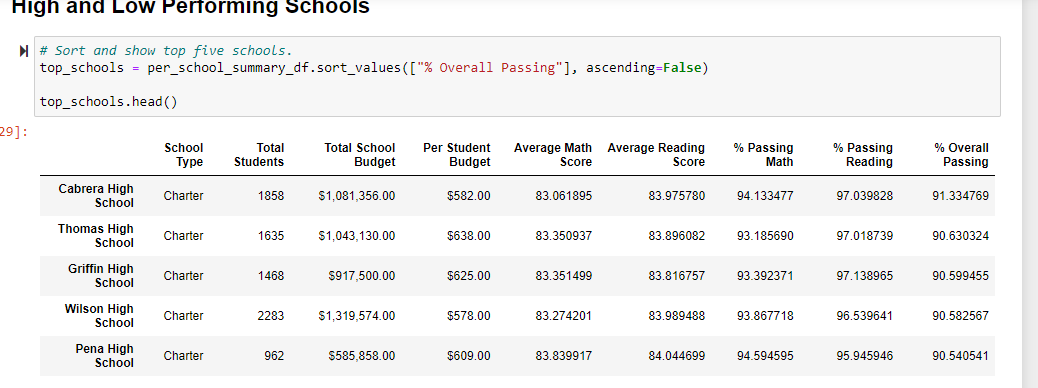 High and Low Performing Schools
# Sort and show top five schools.
top_schools = per_school_summary_df.sort_values(["% Overall Passing"], ascending=False)
top_schools.head()
29]:
School Type Total Students Total School Budget Per Student Budget Average Math Score Average Reading Score % Passing Math % Passing Reading % Overall Passing
Cabrera High School Charter 1858 $1,081,356.00 $582.00 83.061895 83.975780 94.133477 97.039828 91.334769
Thomas High School Charter 1635 $1,043,130.00 $638.00 83.350937 83.896082 93.185690 97.018739 90.630324
Griffin High School Charter 1468 $917,500.00 $625.00 83.351499 83.816757 93.392371 97.138965 90.599455
Wilson High School Charter 2283 $1,319,574.00 $578.00 83.274201 83.989488 93.867718 96.539641 90.582567
Pena High School Charter 962 $585,858.00 $609.00 83.839917 84.044699 94.594595 95.945946 90.540541